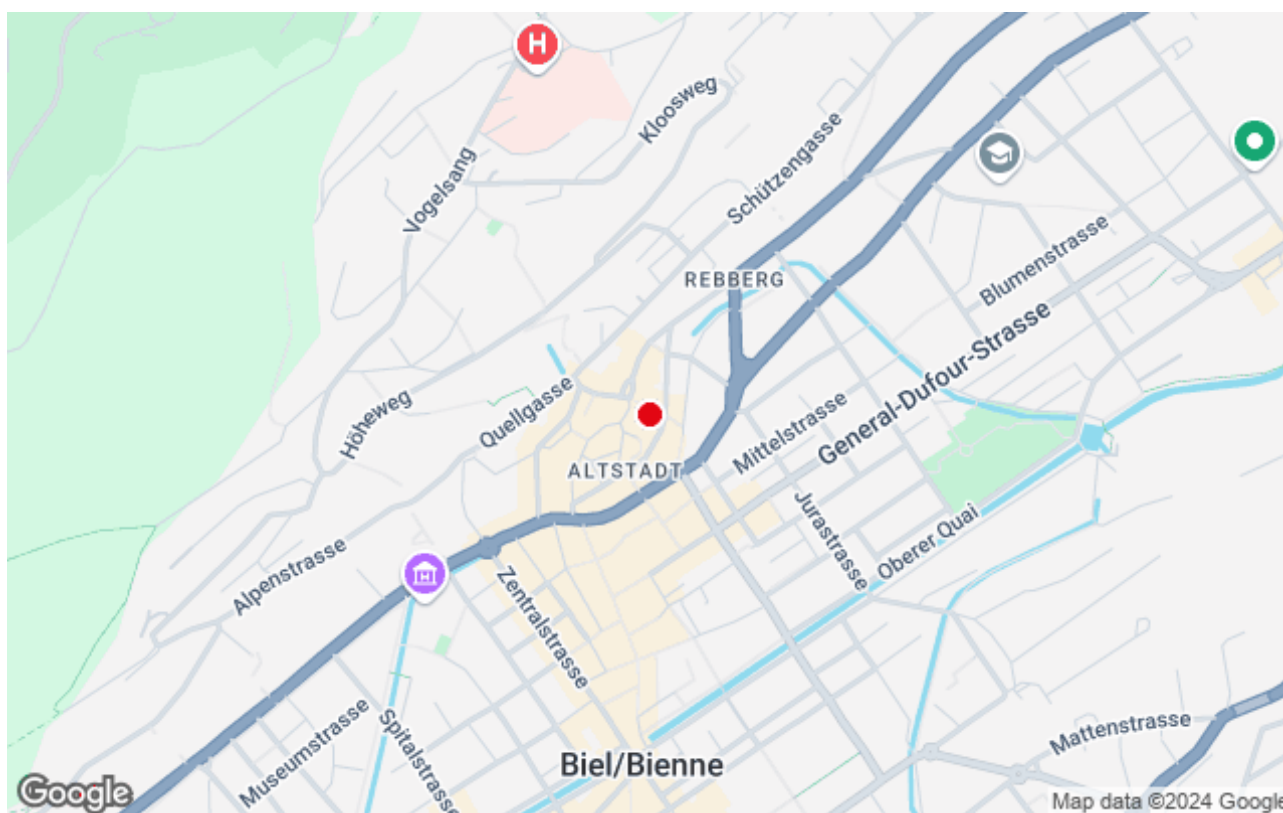 H
Kloosweg
Vogelsang
Schützengasse
REBBERG
Blumenstrasse
General-Dufour-Strasse
Höheweg
Quellgasse
Mittelstrasse
ALTSTADT
Jurastrasse
Oberer Quai
Alpenstrasse
Zentralstrasse
Museumstrasse
Spitalstrasse
Mattenstrasse
Biel/Bienne
Google
Map data ©2024 Google